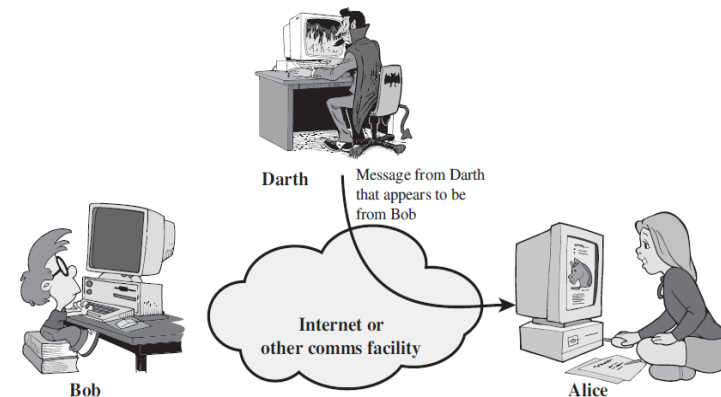 Darth
Message from Darth
that appears to be
from Bob
Internet or
other comms facility
Bob
Alice